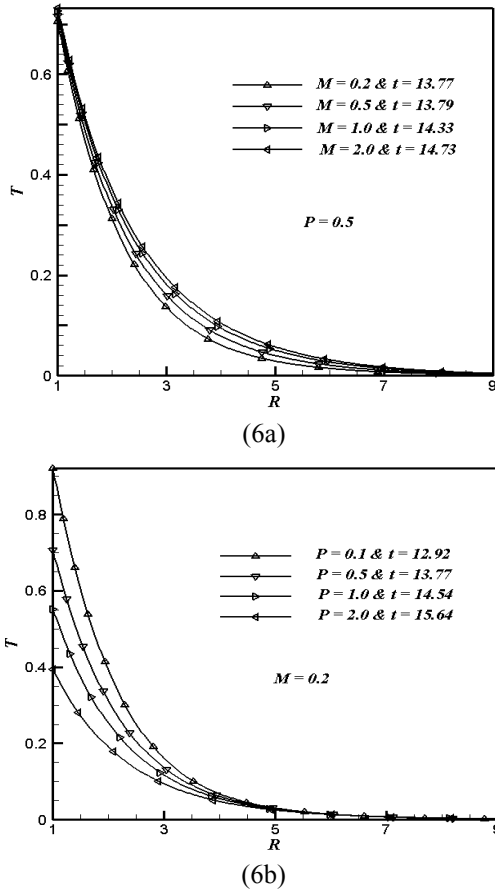 0.6
M = 0.2 & t = 13.77
M = 0.5 & t = 13.79
M = 1.0 & t = 14.33
M = 2.0 & t = 14.73
0.4
T
P = 0.5
0.2
0
1 3 5 7 9
R
(6a)
0.8
P = 0.1 & t = 12.92
P = 0.5 & t = 13.77
P = 1.0 & t = 14.54
P = 2.0 & t = 15.64
0.6
T
0.4
M = 0.2
0.2
0
1 3 5 7 9
R
(6b)